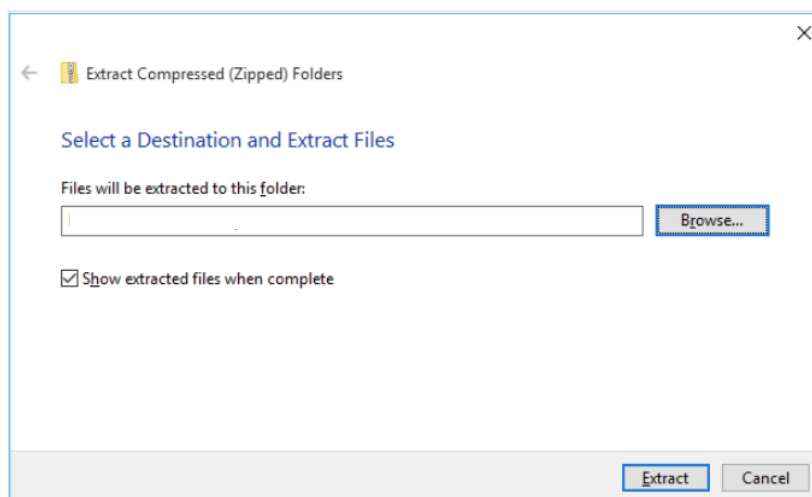 Extract Compressed (Zipped) Folders
Select a Destination and Extract Files
Files will be extracted to this folder:
Browse...
Show extracted files when complete
Extract
Cancel